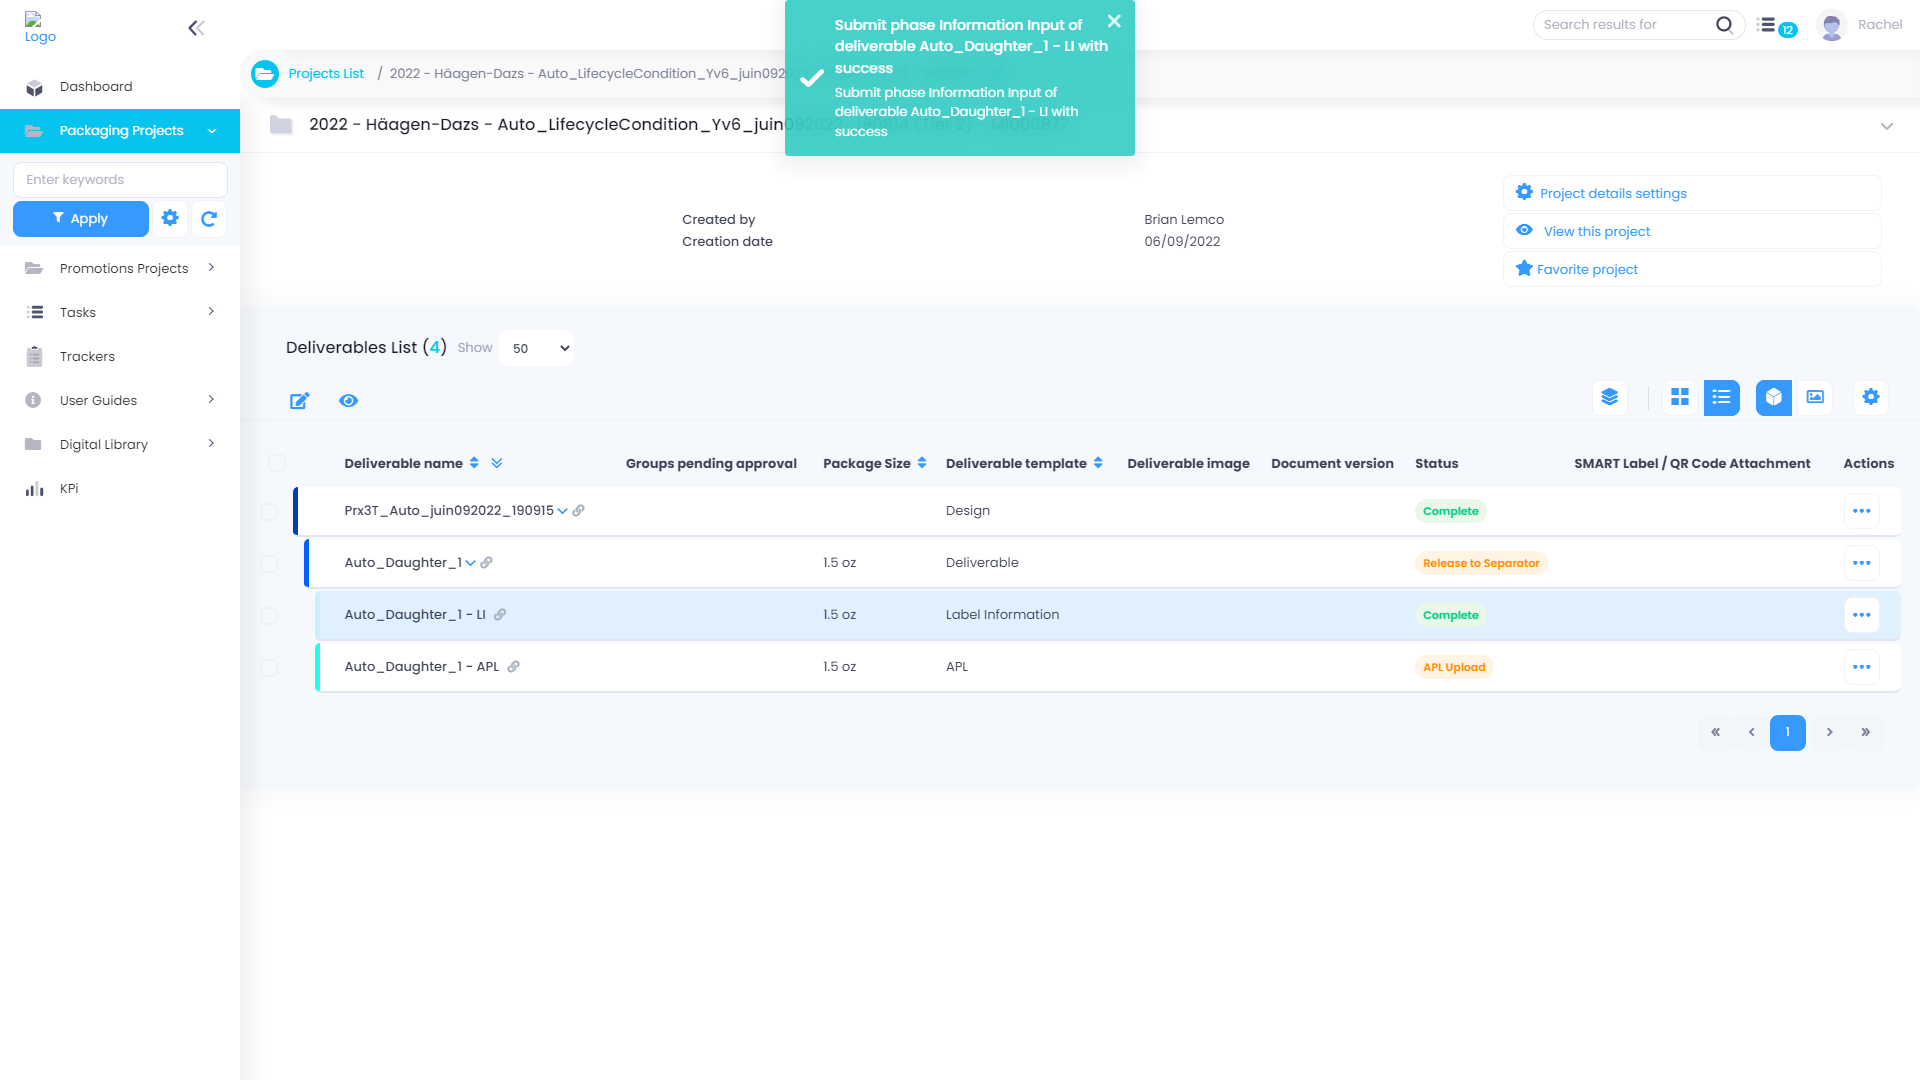 Logo
Dashboard
Packaging Projects
Enter keywords
Apply
Promotions Projects
Tasks
Trackers
User Guides
Digital Library
KPi
Submit phase Information Input of
deliverable Auto_Daughter_1 - LI with
success
Submit phase Information Input of
deliverable Auto_Daughter_1 - LI with
success
Search results for
12
Rachel
Projects List / 2022 - Häagen-Dazs - Auto_LifecycleCondition_Yv6_juin092022
2022 - Häagen-Dazs - Auto_LifecycleCondition_Yv6_juin092022_190814 (Tier 2) - MI000877
Created by
Brian Lemco
Creation date
06/09/2022
Project details settings
View this project
Favorite project
Deliverables List (4) Show 50
Deliverable name Groups pending approval Package Size Deliverable template Deliverable image Document version Status SMART Label / QR Code Attachment Actions
Prx3T_Auto_juin092022_190915 Design Complete
Auto_Daughter_1 1.5 oz Deliverable Release to Separator
Auto_Daughter_1 - LI 1.5 oz Label Information Complete
Auto_Daughter_1 - APL 1.5 oz APL APL Upload
« ‹ 1 › »